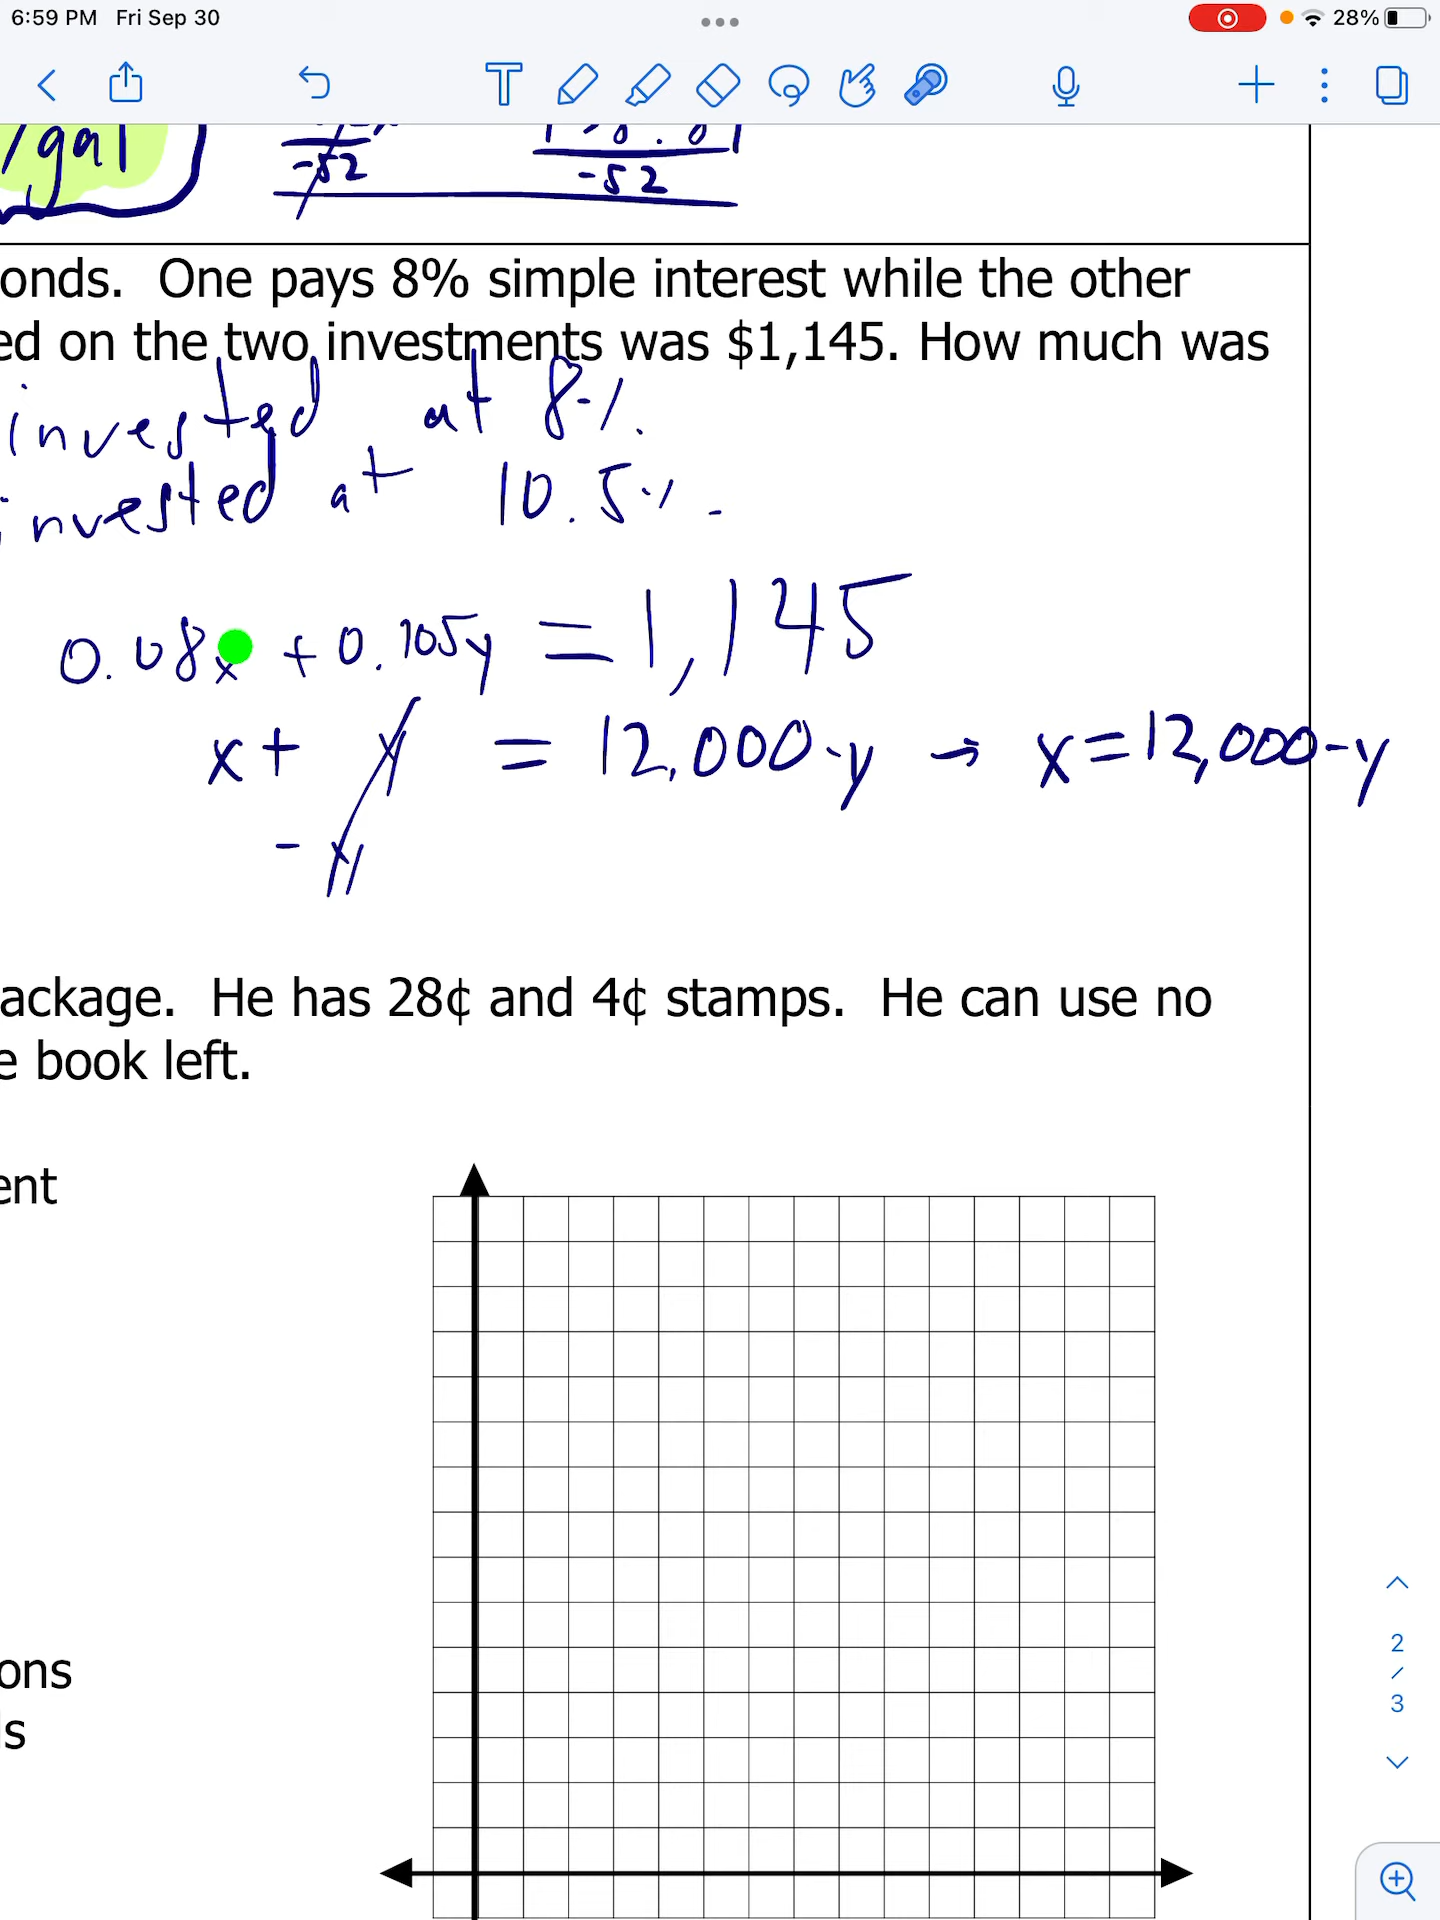 6:59 PM Fri Sep 30
28%
T
/gal
-52
-52
onds. One pays 8% simple interest while the other
ed on the two investments was $1,145. How much was
invested at 8%.
invested at 10.5%.
0.08x + 0.105y = 1,145
x + y = 12,000-y → x=12,000-y
- y
ackage. He has 28¢ and 4¢ stamps. He can use no
e book left.
ent
ons
ls
2
/
3